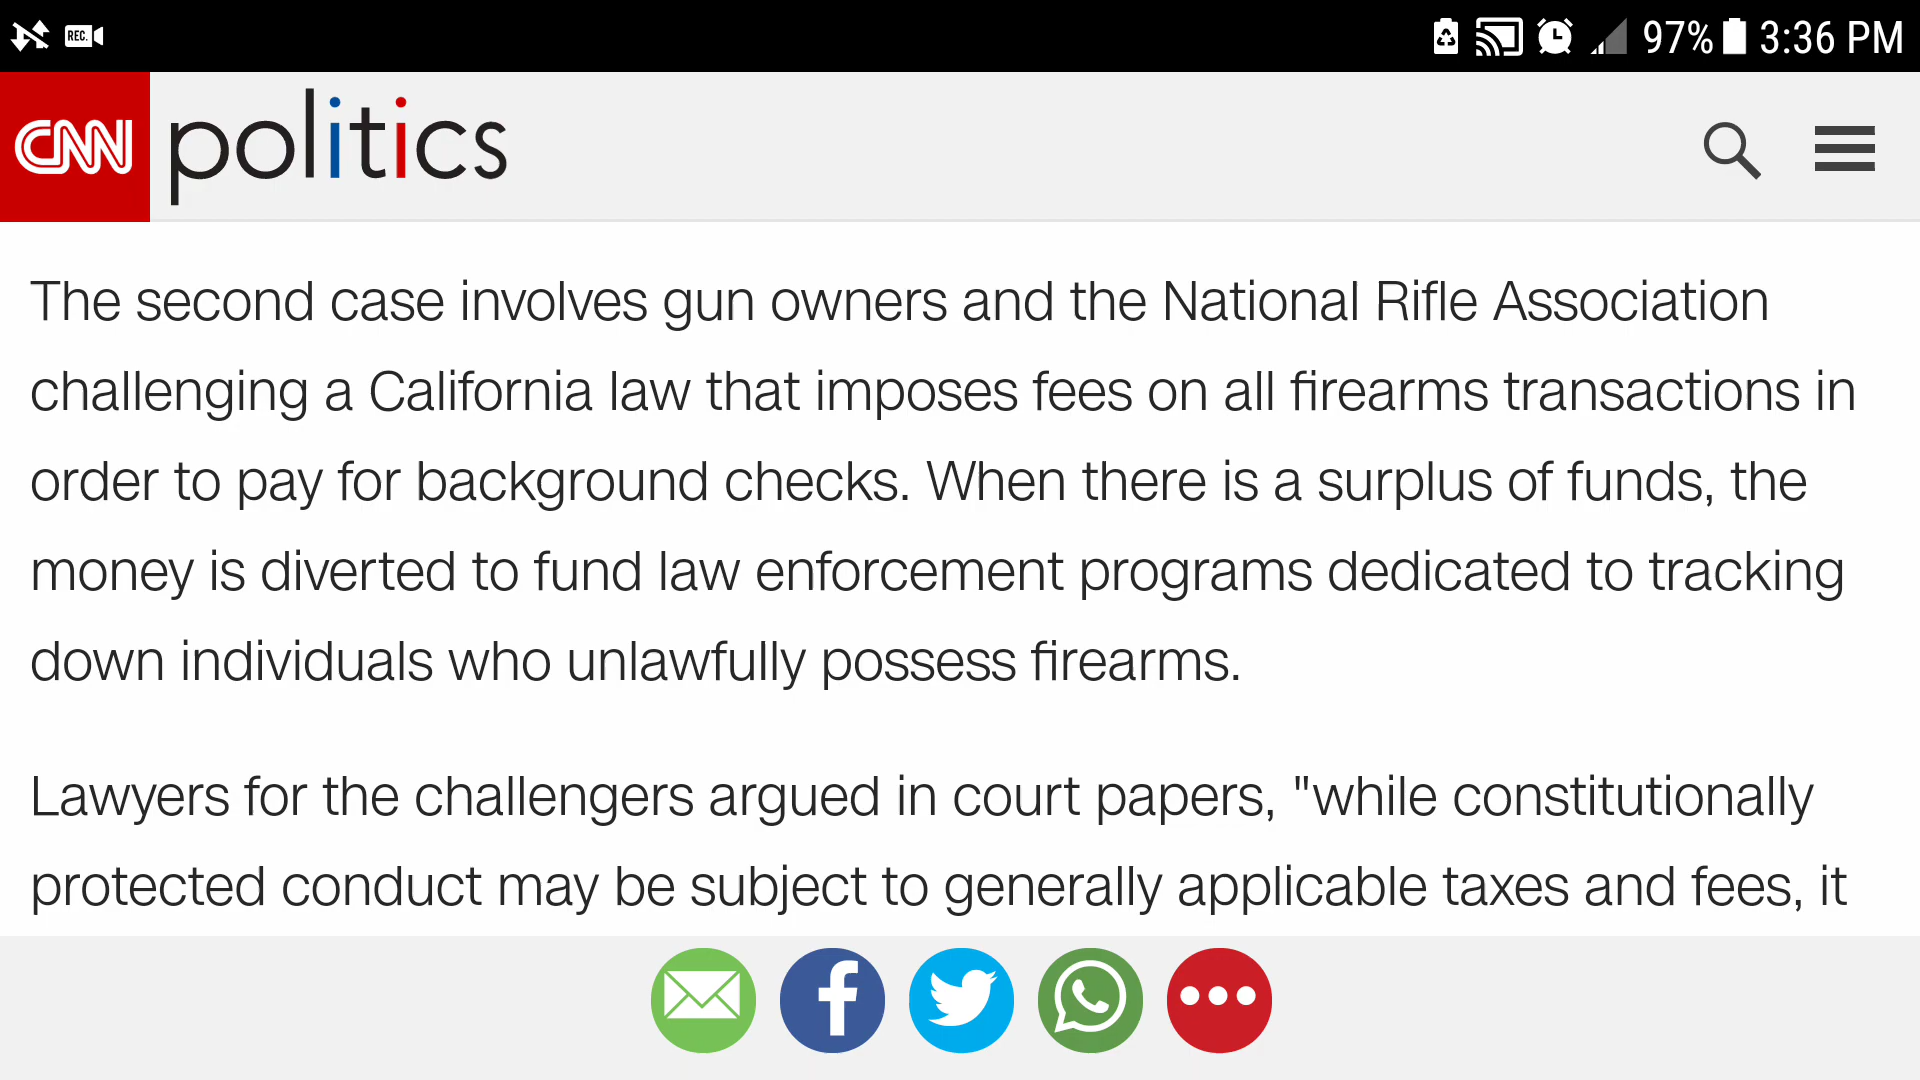 REC. 97% 3:36 PM
CNN politics
The second case involves gun owners and the National Rifle Association
challenging a California law that imposes fees on all firearms transactions in
order to pay for background checks. When there is a surplus of funds, the
money is diverted to fund law enforcement programs dedicated to tracking
down individuals who unlawfully possess firearms.
Lawyers for the challengers argued in court papers, "while constitutionally
protected conduct may be subject to generally applicable taxes and fees, it